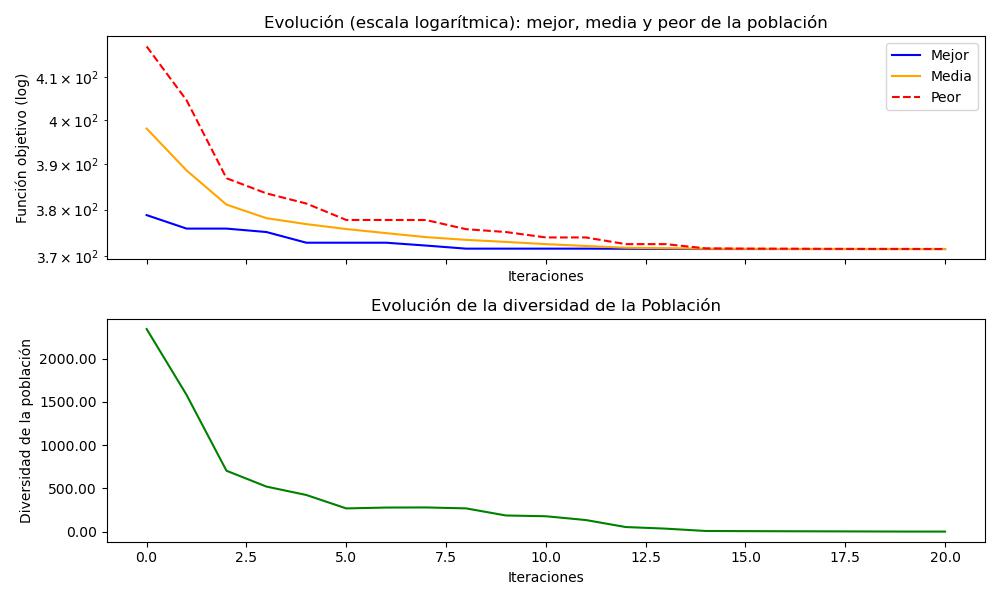 Evolución (escala logarítmica): mejor, media y peor de la población
Función objetivo (log)
4.1 × 10²
4 × 10²
3.9 × 10²
3.8 × 10²
3.7 × 10²
Mejor
Media
Peor
Iteraciones
Evolución de la diversidad de la Población
Diversidad de la población
2000.00
1500.00
1000.00
500.00
0.00
0.0 2.5 5.0 7.5 10.0 12.5 15.0 17.5 20.0
Iteraciones